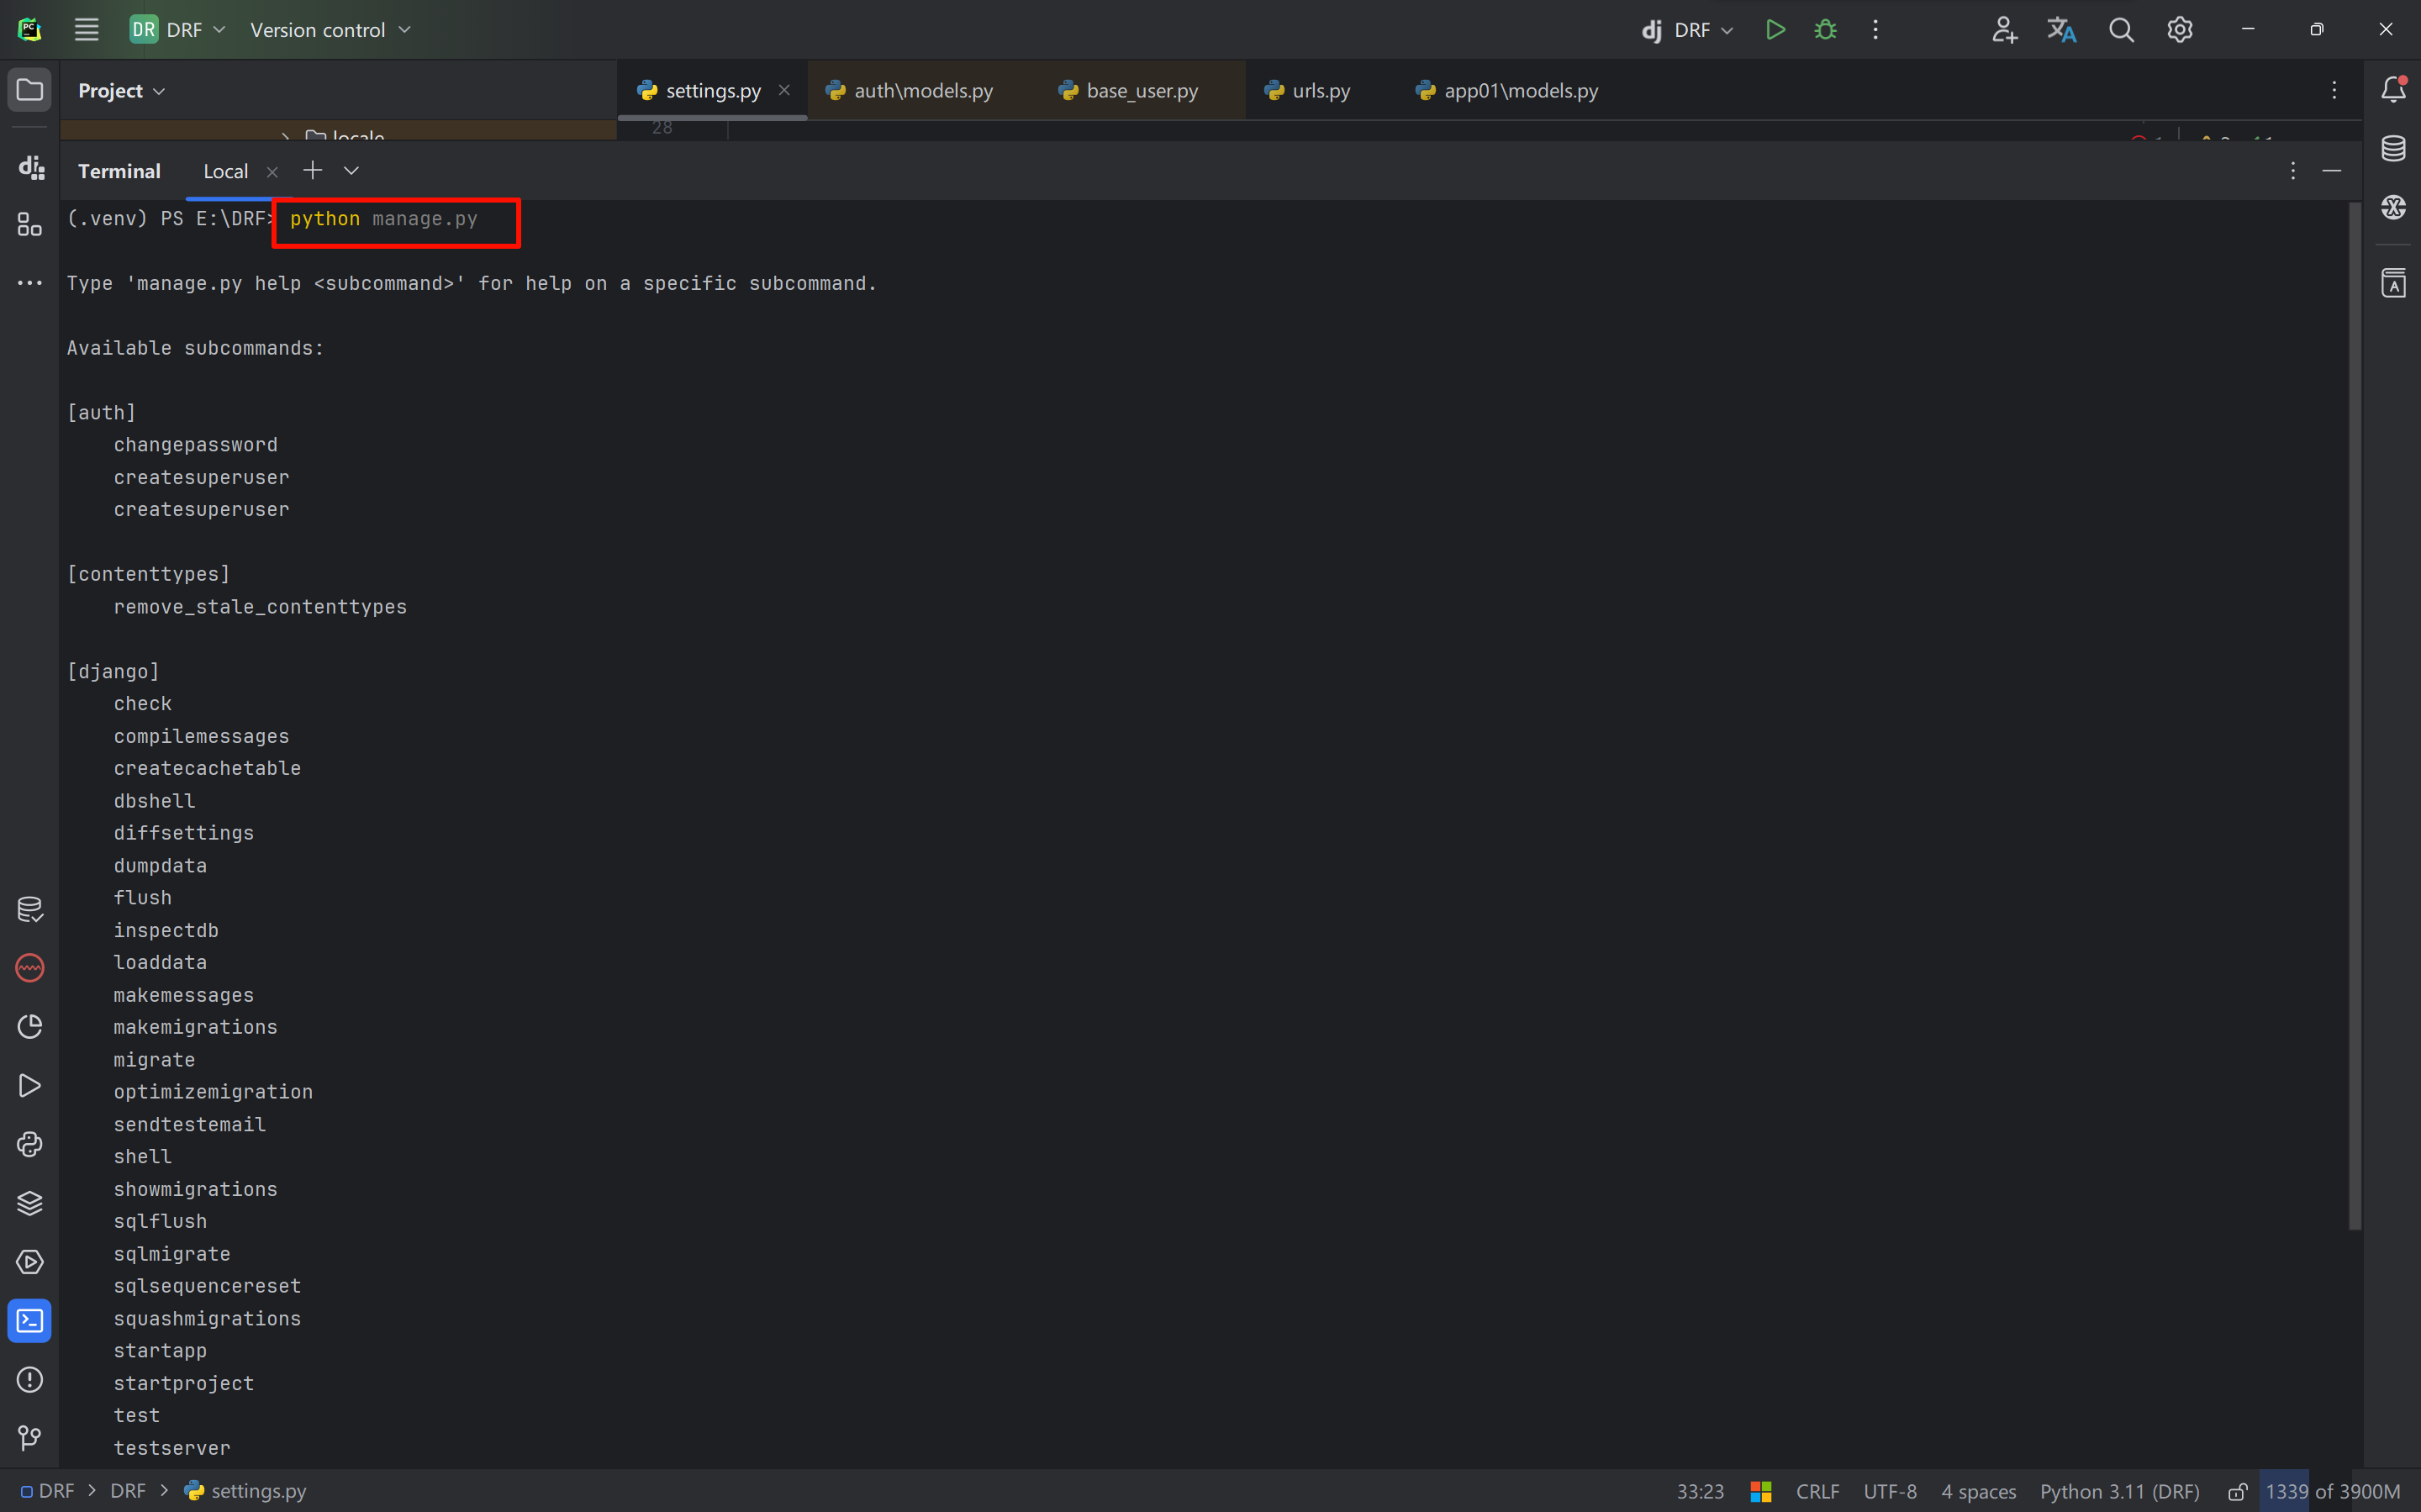 PC
DR DRF Version control
dj DRF
Project
settings.py
auth\models.py
base_user.py
urls.py
app01\models.py
locale
28
Terminal
Local
(.venv) PS E:\DRF> python manage.py
Type 'manage.py help <subcommand>' for help on a specific subcommand.
Available subcommands:
[auth]
changepassword
createsuperuser
createsuperuser
[contenttypes]
remove_stale_contenttypes
[django]
check
compilemessages
createcachetable
dbshell
diffsettings
dumpdata
flush
inspectdb
loaddata
makemessages
makemigrations
migrate
optimizemigration
sendtestemail
shell
showmigrations
sqlflush
sqlmigrate
sqlsequencereset
squashmigrations
startapp
startproject
test
testserver
DRF > DRF > settings.py
33:23 CRLF UTF-8 4 spaces Python 3.11 (DRF) 1339 of 3900M